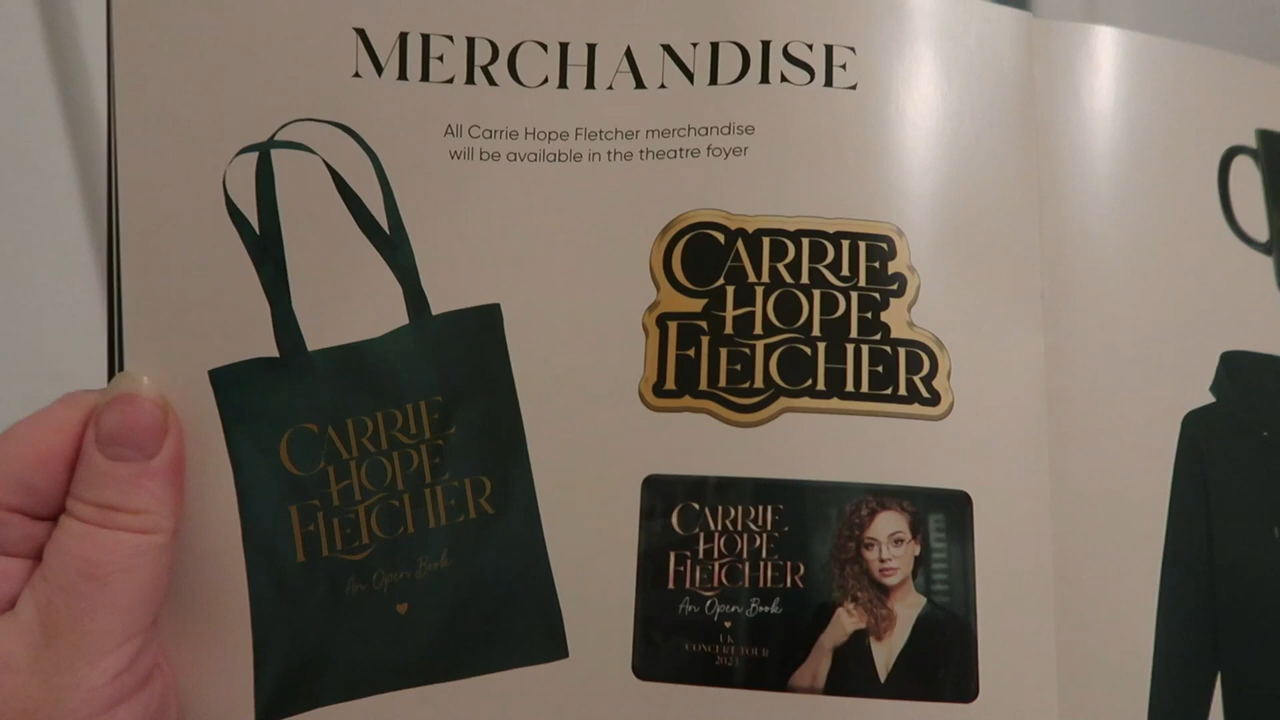 MERCHANDISE
All Carrie Hope Fletcher merchandise
will be available in the theatre foyer
CARRIE
HOPE
FLETCHER
An Open Book
CARRIE
HOPE
FLETCHER
CARRIE
HOPE
FLETCHER
An Open Book
UK
CONCERT TOUR
2023